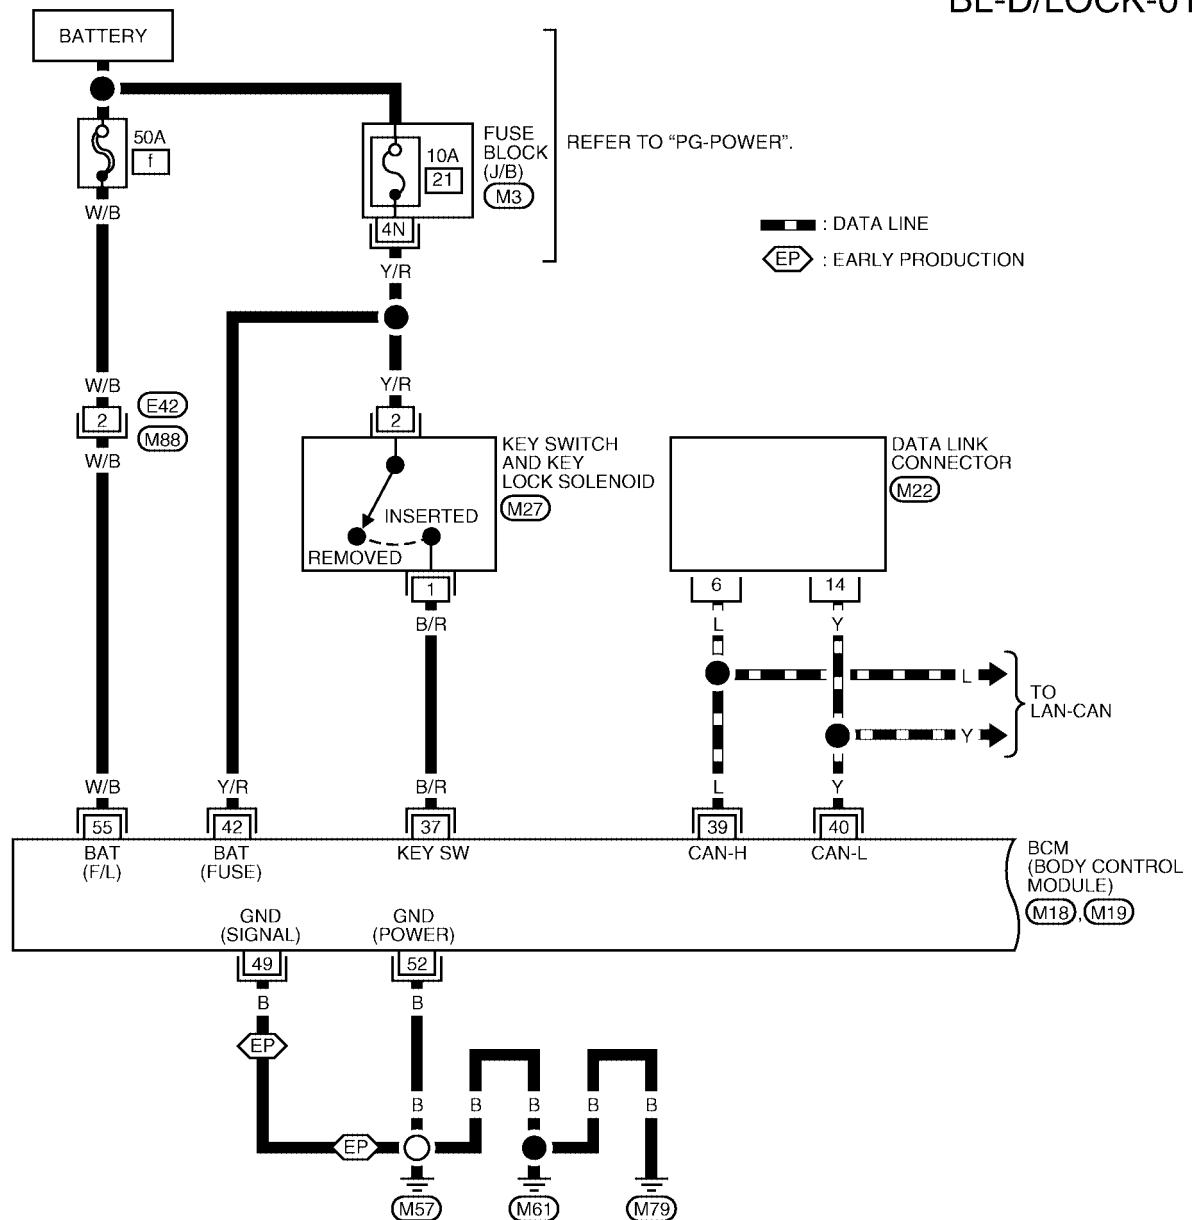 BL-D/LOCK-01
BATTERY
50A
f
10A
21
FUSE
BLOCK
(J/B)
M3
REFER TO “PG-POWER”.
4N
W/B
Y/R
: DATA LINE
EP : EARLY PRODUCTION
W/B
2
E42
M88
W/B
Y/R
2
KEY SWITCH
AND KEY
LOCK SOLENOID
M27
INSERTED
REMOVED
1
B/R
DATA LINK
CONNECTOR
M22
6
14
L
Y
L
Y
TO
LAN-CAN
W/B
Y/R
B/R
L
Y
55
42
37
39
40
BAT
(F/L)
BAT
(FUSE)
KEY SW
CAN-H
CAN-L
BCM
(BODY CONTROL
MODULE)
M18 , M19
GND
(SIGNAL)
GND
(POWER)
49
52
B
B
EP
B
B
B
B
B
EP
M57
M61
M79